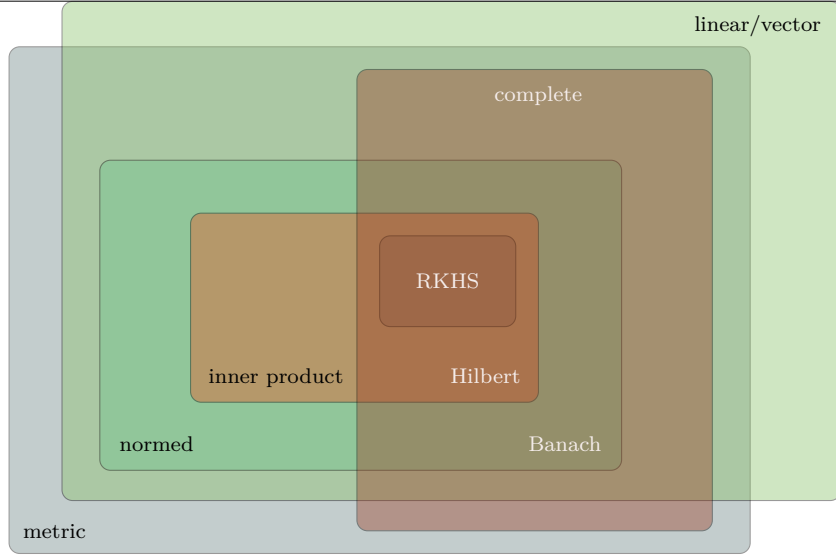 linear/vector
complete
RKHS
inner product
Hilbert
normed
Banach
metric